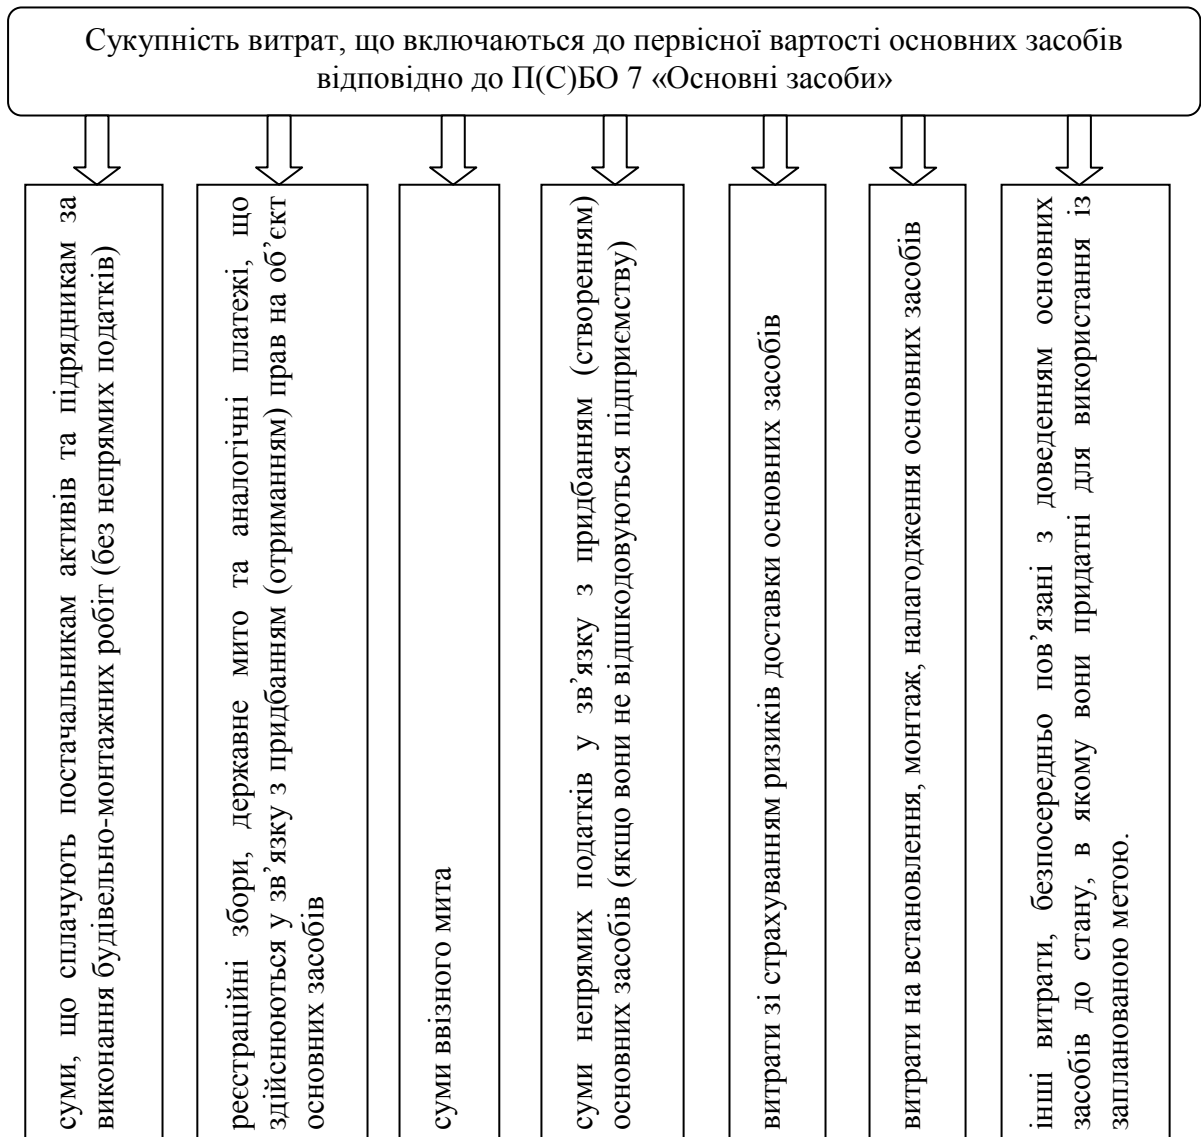 Сукупність витрат, що включаються до первісної вартості основних засобів
відповідно до П(С)БО 7 «Основні засоби»
суми, що сплачують постачальникам активів та підрядникам за
виконання будівельно-монтажних робіт (без непрямих податків)
реєстраційні збори, державне мито та аналогічні платежі, що
здійснюються у зв’язку з придбанням (отриманням) прав на об’єкт
основних засобів
суми ввізного мита
суми непрямих податків у зв’язку з придбанням (створенням)
основних засобів (якщо вони не відшкодовуються підприємству)
витрати зі страхуванням ризиків доставки основних засобів
витрати на встановлення, монтаж, налагодження основних засобів
інші витрати, безпосередньо пов’язані з доведенням основних
засобів до стану, в якому вони придатні для використання із
запланованою метою.